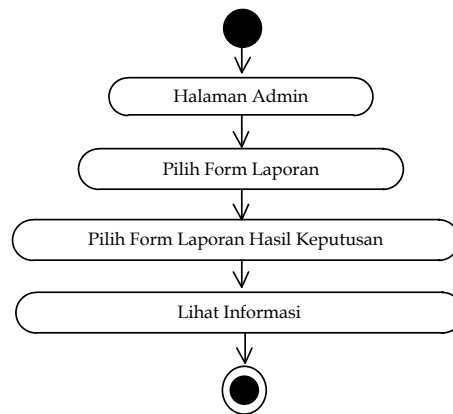 Halaman Admin
Pilih Form Laporan
Pilih Form Laporan Hasil Keputusan
Lihat Informasi